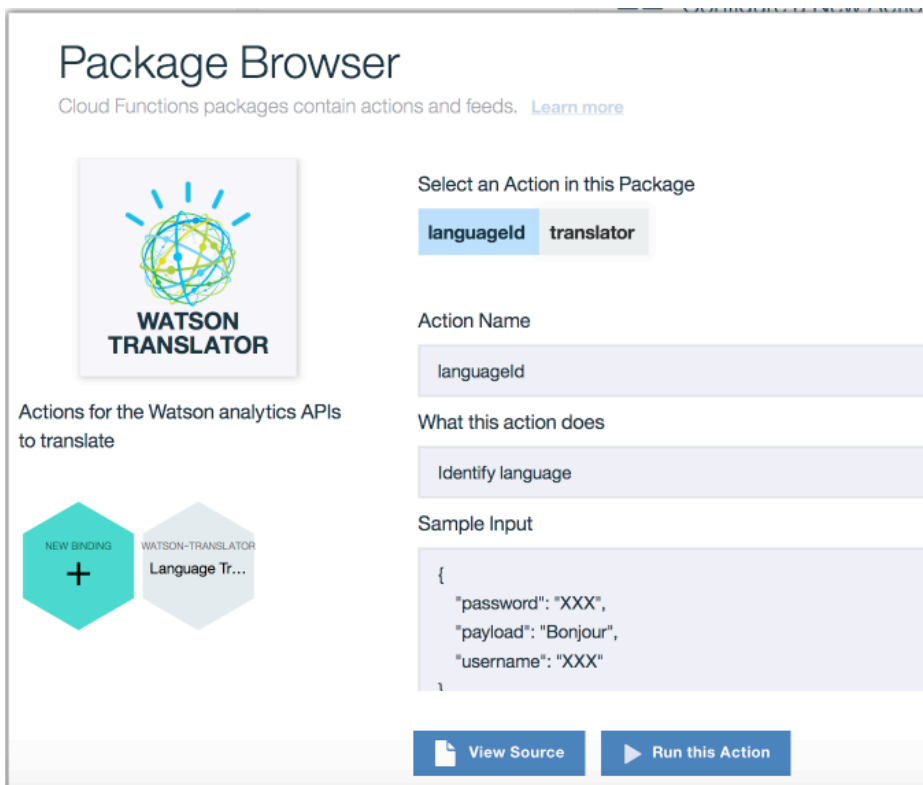 Configure a New Action
Package Browser
Cloud Functions packages contain actions and feeds. Learn more
WATSON
TRANSLATOR
Actions for the Watson analytics APIs
to translate
NEW BINDING
+
WATSON-TRANSLATOR
Language Tr...
Select an Action in this Package
languageId translator
Action Name
languageId
What this action does
Identify language
Sample Input
{
"password": "XXX",
"payload": "Bonjour",
"username": "XXX"
}
View Source
Run this Action